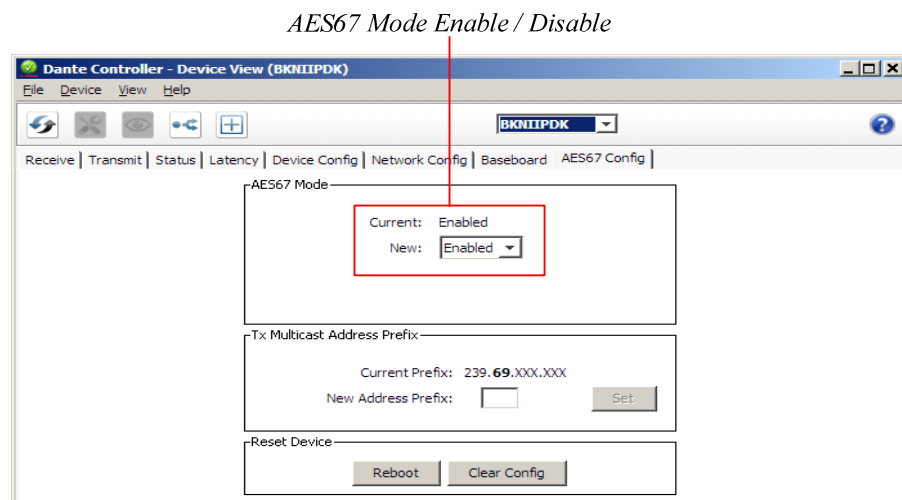 AES67 Mode Enable / Disable
Dante Controller - Device View (BKNIIPDK)
File Device View Help
BKNIIPDK
?
Receive Transmit Status Latency Device Config Network Config Baseboard AES67 Config
AES67 Mode
Current: Enabled
New: Enabled
Tx Multicast Address Prefix
Current Prefix: 239.69.XXX.XXX
New Address Prefix: Set
Reset Device
Reboot Clear Config